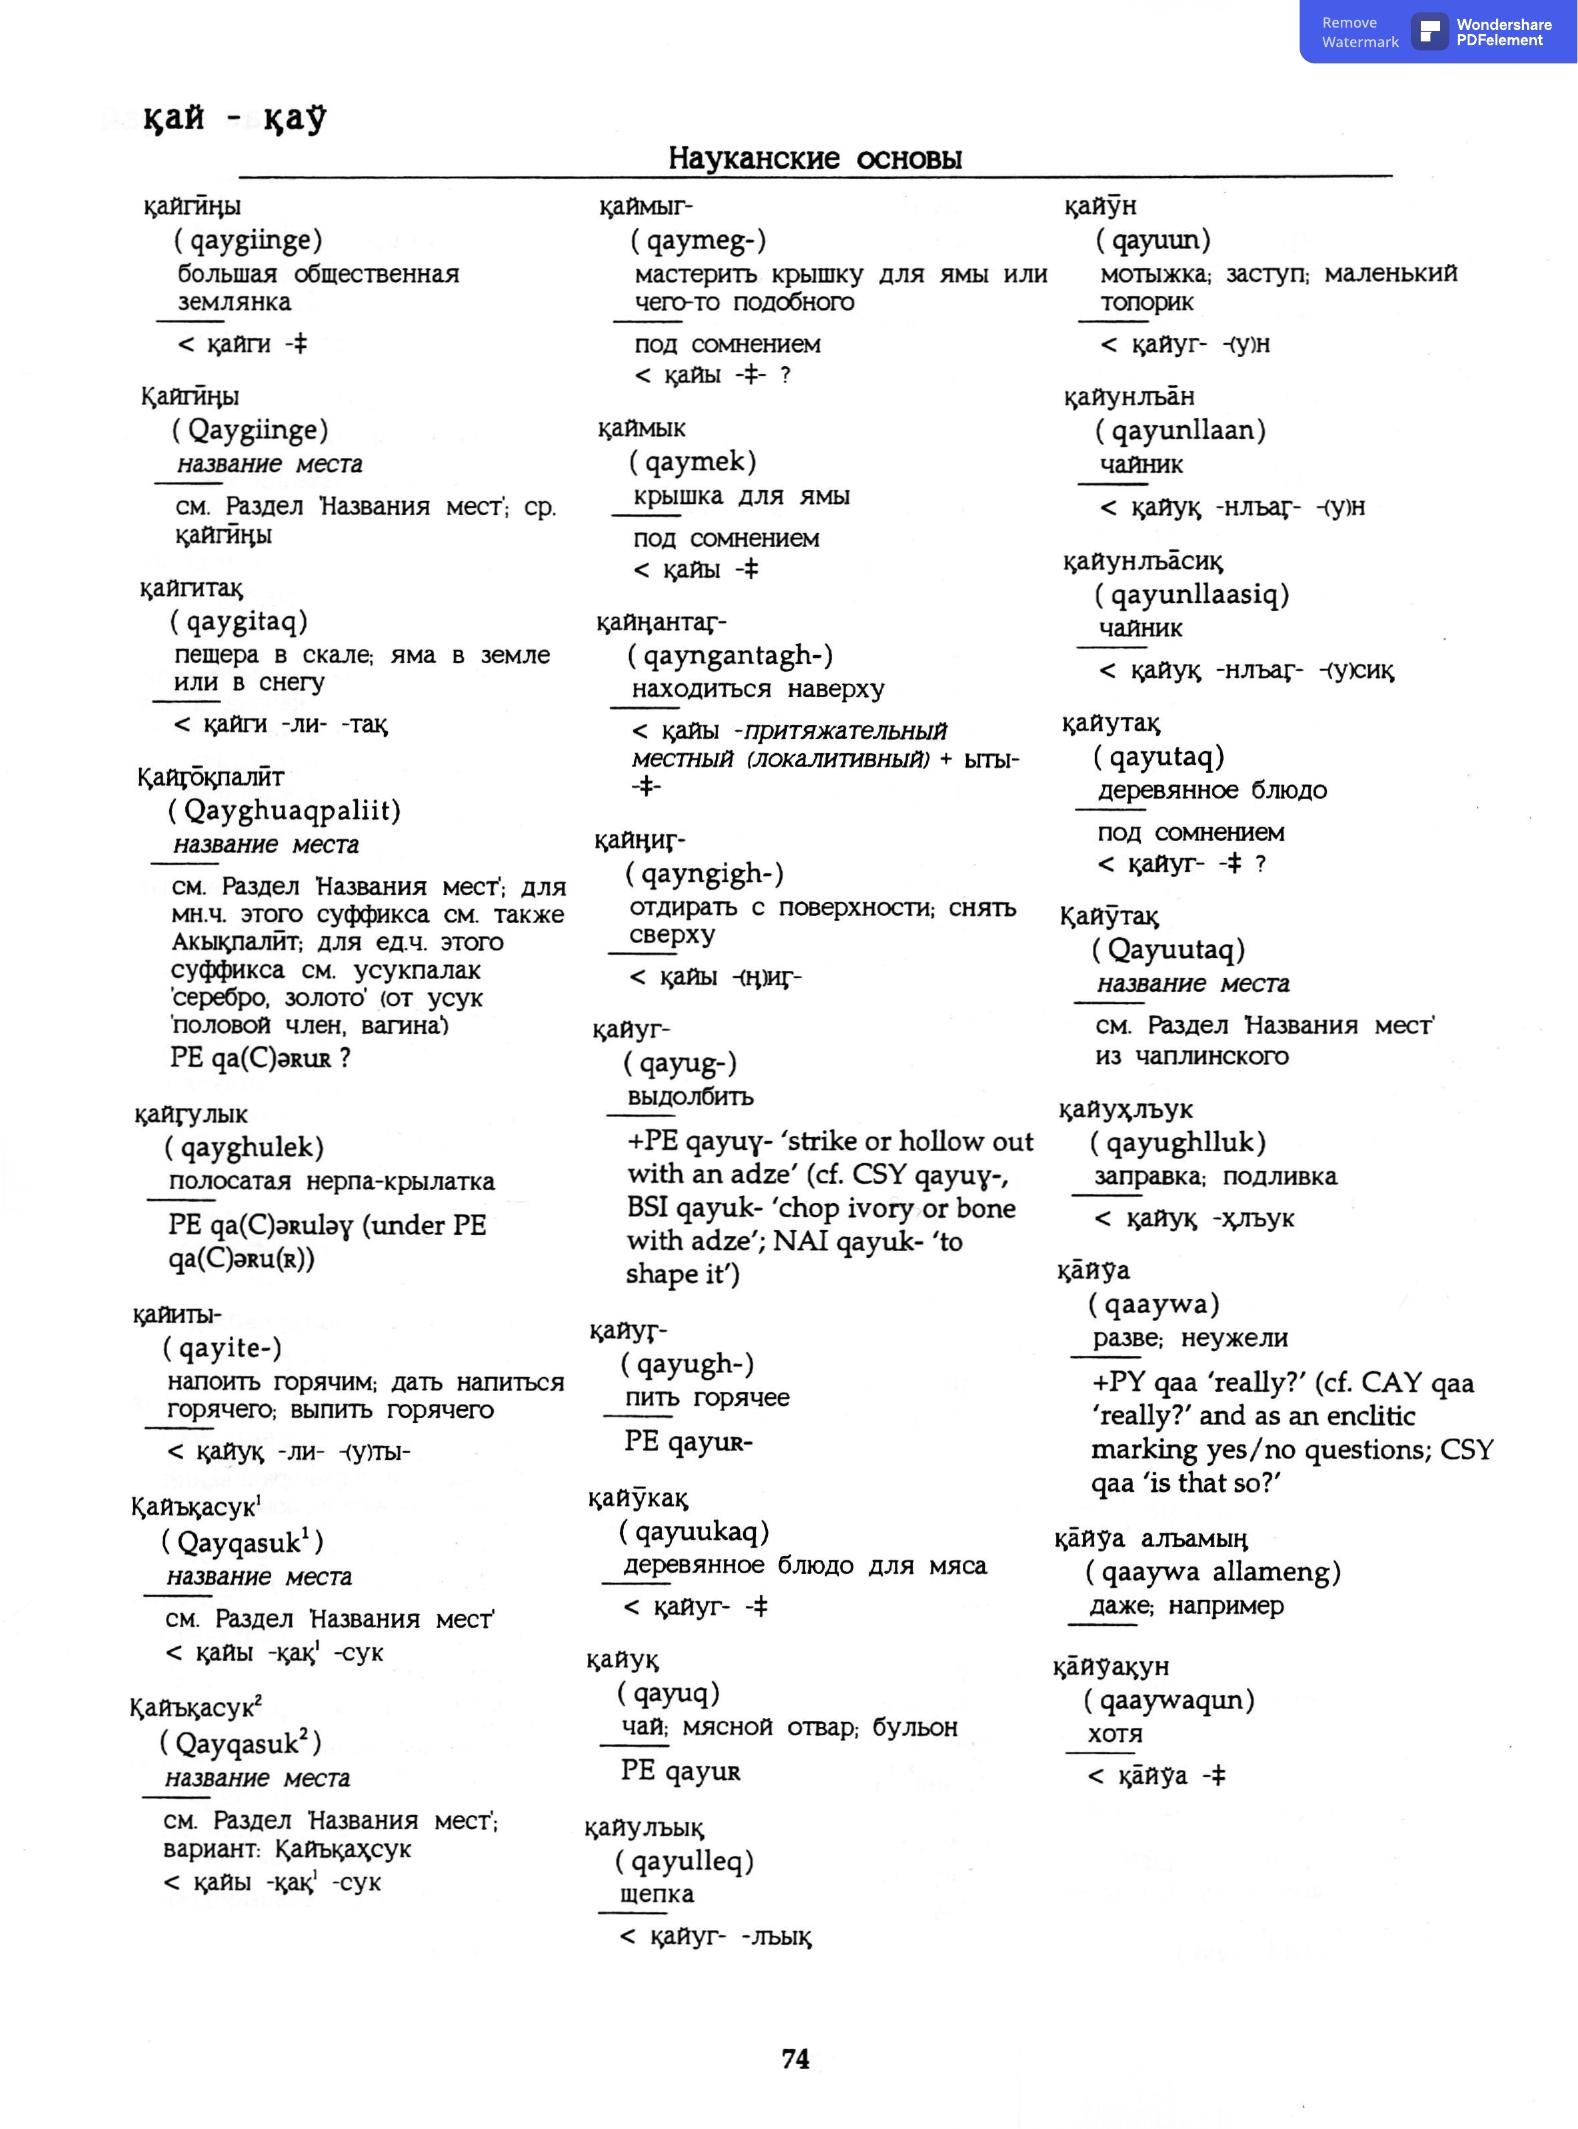 Remove
Watermark
Wondershare
PDFelement
қай - қаў
Науканские основы
қайгӣңы
(qaygiinge)
большая общественная
землянка
< қайги -‡
Қайгӣңы
(Qaygiinge)
название места
см. Раздел 'Названия мест'; ср.
қайгӣңы
қайгитақ
(qaygitaq)
пещера в скале; яма в земле
или в снегу
< қайги -ли- -тақ
Қайӷо̄қпалӣт
(Qayghuaqpaliit)
название места
см. Раздел 'Названия мест'; для
мн.ч. этого суффикса см. также
Акықпалӣт; для ед.ч. этого
суффикса см. усукпалак
'серебро, золото' (от усук
'половой член, вагина')
PE qa(C)əʀuʀ ?
қайӷулык
(qayghulek)
полосатая нерпа-крылатка
PE qa(C)əʀuləɣ (under PE
qa(C)əʀu(ʀ))
қайиты-
(qayite-)
напоить горячим; дать напиться
горячего; выпить горячего
< қайуқ -ли- -(у)ты-
Қайъқасук¹
(Qayqasuk¹)
название места
см. Раздел 'Названия мест'
< қайы -қақ¹ -сук
Қайъқасук²
(Qayqasuk²)
название места
см. Раздел 'Названия мест';
вариант: Қайъқаҳсук
< қайы -қақ¹ -сук
қаймыг-
(qaymeg-)
мастерить крышку для ямы или
чего-то подобного
под сомнением
< қайы -‡- ?
қаймык
(qaymek)
крышка для ямы
под сомнением
< қайы -‡
қайңантаӷ-
(qayngantagh-)
находиться наверху
< қайы -притяжательный
местный (локалитивный) + ыты-
-‡-
қайңиӷ-
(qayngigh-)
отдирать с поверхности; снять
сверху
< қайы -(ң)иӷ-
қайуг-
(qayug-)
выдолбить
+PE qayuɣ- 'strike or hollow out
with an adze' (cf. CSY qayuɣ-,
BSI qayuk- 'chop ivory or bone
with adze'; NAI qayuk- 'to
shape it')
қайуӷ-
(qayugh-)
пить горячее
PE qayuʀ-
қайӯкақ
(qayuukaq)
деревянное блюдо для мяса
< қайуг- -‡
қайуқ
(qayuq)
чай; мясной отвар; бульон
PE qayuʀ
қайулъық
(qayulleq)
щепка
< қайуг- -лъық
қайӯн
(qayuun)
мотыжка; заступ; маленький
топорик
< қайуг- -(у)н
қайунлъа̄н
(qayunllaan)
чайник
< қайуқ -нлъаӷ- -(у)н
қайунлъа̄сиқ
(qayunllaasiq)
чайник
< қайуқ -нлъаӷ- -(у)сиқ
қайутақ
(qayutaq)
деревянное блюдо
под сомнением
< қайуг- -‡ ?
Қайӯтақ
(Qayuutaq)
название места
см. Раздел 'Названия мест'
из чаплинского
қайуҳлъук
(qayughlluk)
заправка; подливка
< қайуқ -ҳлъук
қа̄йўа
(qaaywa)
разве; неужели
+PY qaa 'really?' (cf. CAY qaa
'really?' and as an enclitic
marking yes/no questions; CSY
qaa 'is that so?'
қа̄йўа алъамың
(qaaywa allameng)
даже; например
қа̄йўақун
(qaaywaqun)
хотя
< қа̄йўа -‡
74